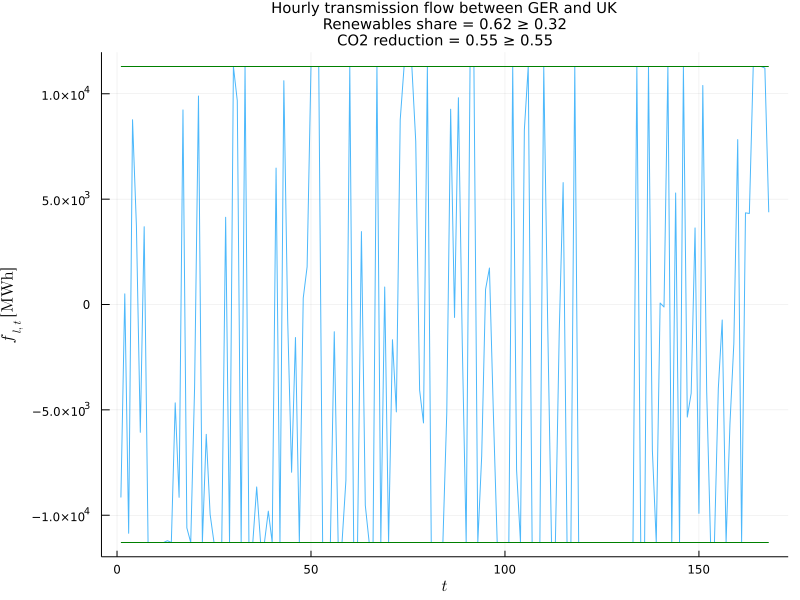 Hourly transmission flow between GER and UK
Renewables share = 0.62 ≥ 0.32
CO2 reduction = 0.55 ≥ 0.55
1.0×10⁴
5.0×10³
0
−5.0×10³
−1.0×10⁴
f_{l,t} [MWh]
0 50 100 150
t